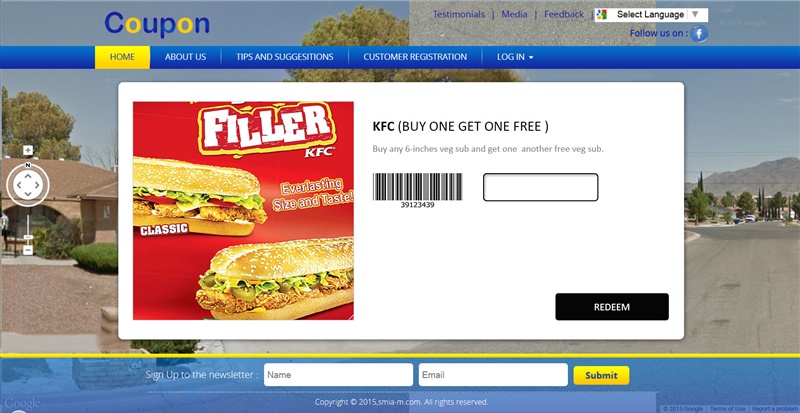 Coupon
Testimonials | Media | Feedback | Select Language ▼
Follow us on :
HOME ABOUT US TIPS AND SUGGESITIONS CUSTOMER REGISTRATION LOG IN
FILLER
KFC
Everlasting
Size and Taste!
CLASSIC
KFC (BUY ONE GET ONE FREE )
Buy any 6-inches veg sub and get one another free veg sub.
39123439
REDEEM
Sign Up to the newsletter : Name Email Submit
Copyright © 2015,smia-m.com. All rights reserved.
Google
© 2013 Google | Terms of Use | Report a problem